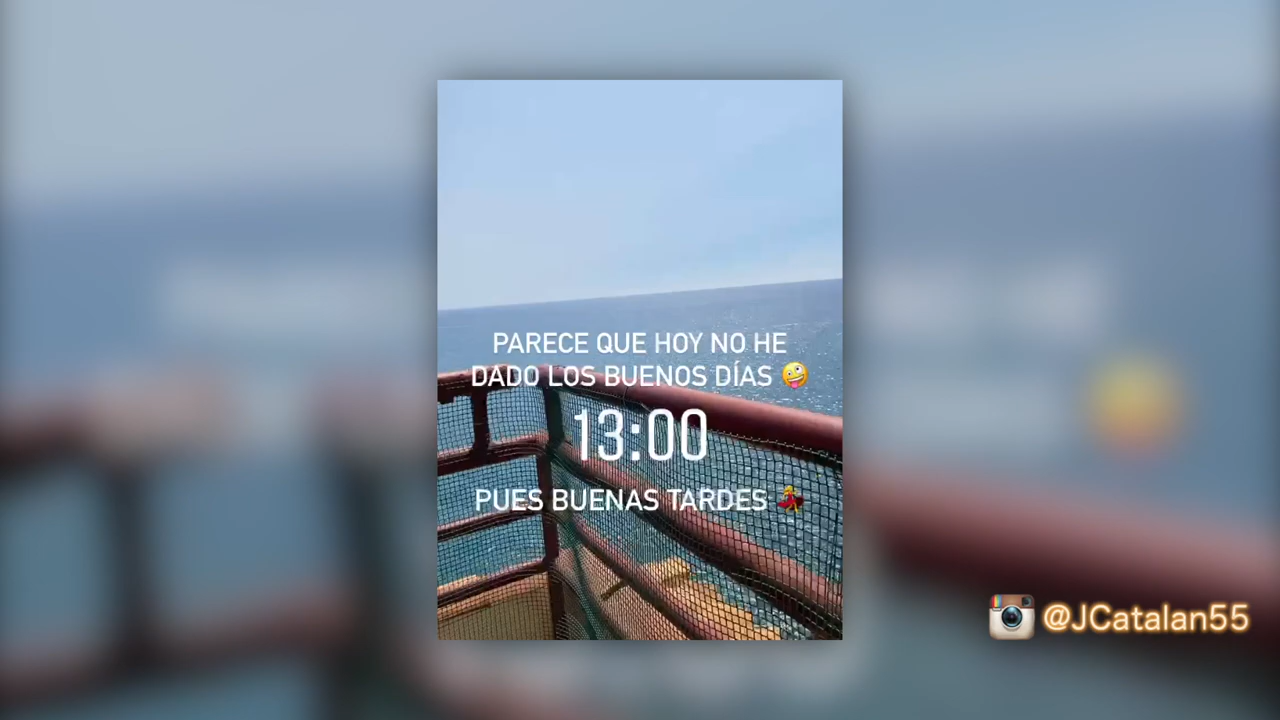 PARECE QUE HOY NO HE
DADO LOS BUENOS DÍAS 🤪
13:00
PUES BUENAS TARDES 💃
@JCatalan55